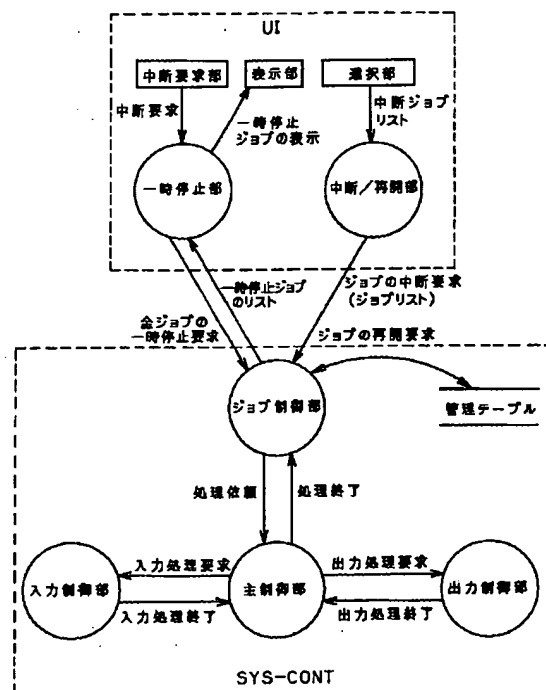 UI
中断要求部
表示部
選択部
中断要求
一時停止
ジョブの表示
中断ジョブ
リスト
一時停止部
中断/再開部
一時停止ジョブ
のリスト
ジョブの中断要求
(ジョブリスト)
全ジョブの
一時停止要求
ジョブの再開要求
ジョブ制御部
管理テーブル
処理依頼
処理終了
入力制御部
入力処理要求
入力処理終了
主制御部
出力処理要求
出力処理終了
出力制御部
SYS-CONT